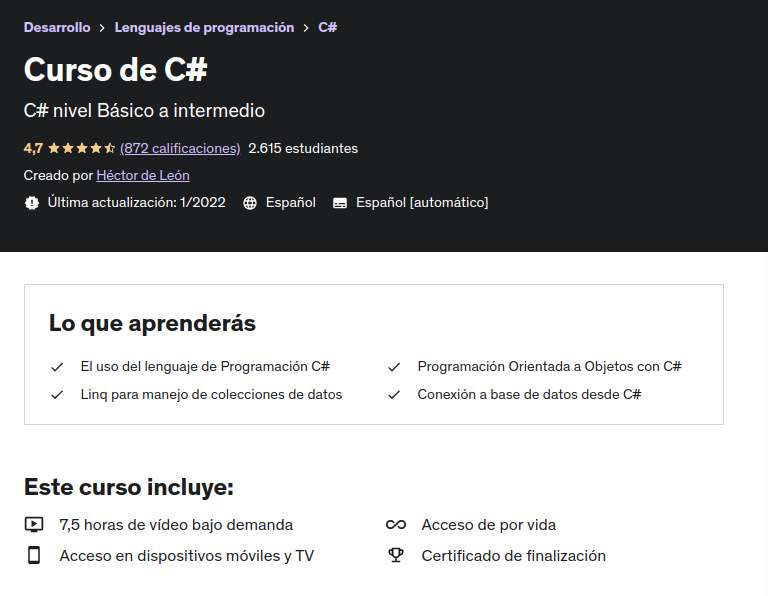 Desarrollo > Lenguajes de programación > C#
Curso de C#
C# nivel Básico a intermedio
4,7 (872 calificaciones) 2.615 estudiantes
Creado por Héctor de León
Última actualización: 1/2022 Español Español [automático]
Lo que aprenderás
El uso del lenguaje de Programación C# Programación Orientada a Objetos con C#
Linq para manejo de colecciones de datos Conexión a base de datos desde C#
Este curso incluye:
7,5 horas de vídeo bajo demanda Acceso de por vida
Acceso en dispositivos móviles y TV Certificado de finalización